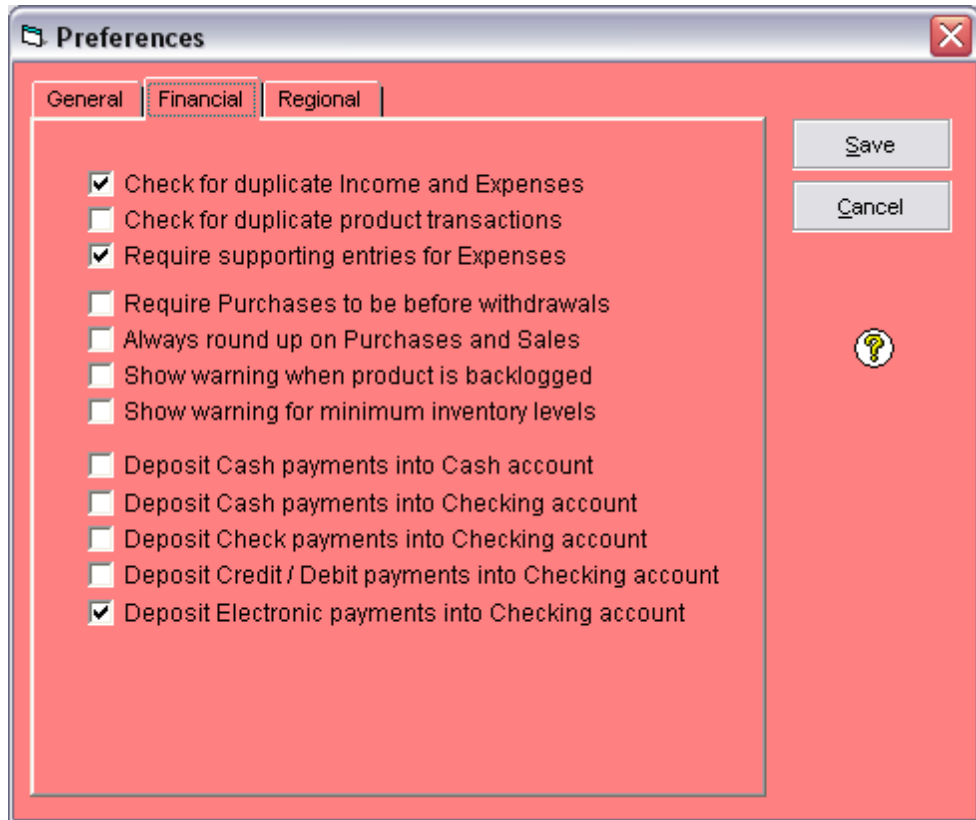 Preferences
General Financial Regional
Save
Cancel
Check for duplicate Income and Expenses
Check for duplicate product transactions
Require supporting entries for Expenses
Require Purchases to be before withdrawals
Always round up on Purchases and Sales
Show warning when product is backlogged
Show warning for minimum inventory levels
Deposit Cash payments into Cash account
Deposit Cash payments into Checking account
Deposit Check payments into Checking account
Deposit Credit / Debit payments into Checking account
Deposit Electronic payments into Checking account
?